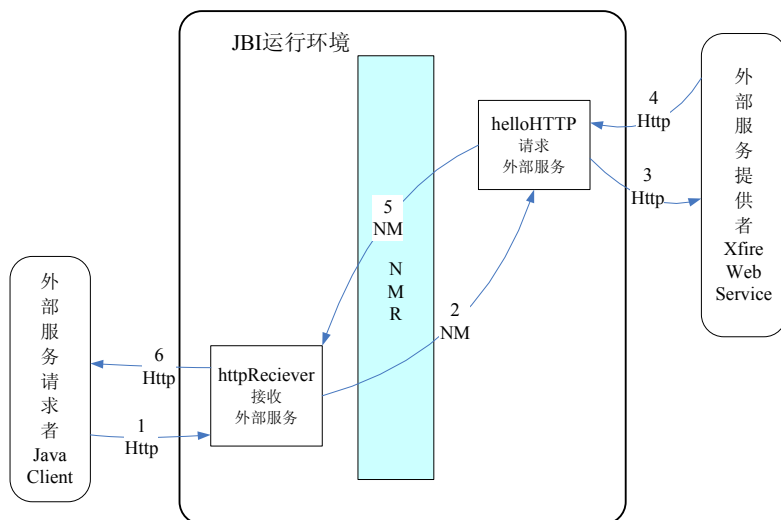 JBI运行环境
外
部
服
务
提
供
者
Xfire
Web
Service
4
Http
helloHTTP
请求
外部服务
3
Http
5
NM
N
M
R
2
NM
外
部
服
务
请
求
者
Java
Client
6
Http
httpReciever
接收
外部服务
1
Http